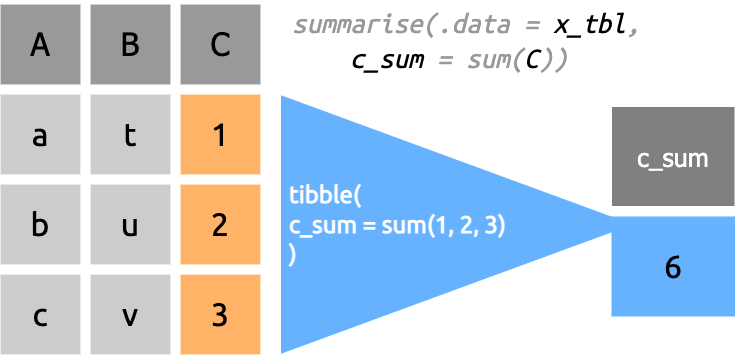 A B C
summarise(.data = x_tbl,
c_sum = sum(C))
a t 1
b u 2
c v 3
tibble(
c_sum = sum(1, 2, 3)
)
c_sum
6